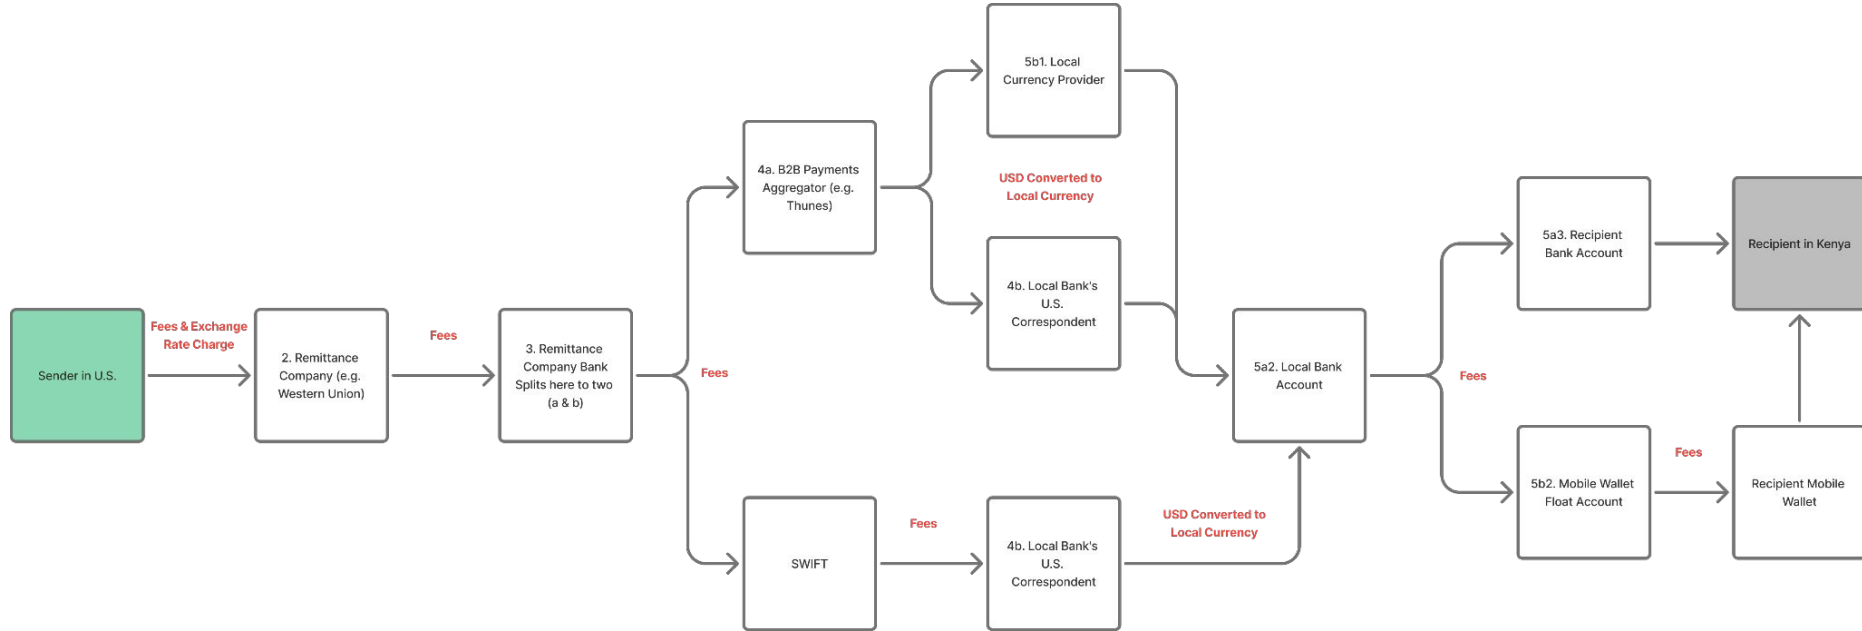 Sender in U.S.
Fees & Exchange
Rate Charge
2. Remittance
Company (e.g.
Western Union)
Fees
3. Remittance
Company Bank
Splits here to two
(a & b)
Fees
4a. B2B Payments
Aggregator (e.g.
Thunes)
5b1. Local
Currency Provider
USD Converted to
Local Currency
4b. Local Bank's
U.S.
Correspondent
SWIFT
Fees
4b. Local Bank's
U.S.
Correspondent
USD Converted to
Local Currency
5a2. Local Bank
Account
Fees
5a3. Recipient
Bank Account
Recipient in Kenya
5b2. Mobile Wallet
Float Account
Fees
Recipient Mobile
Wallet